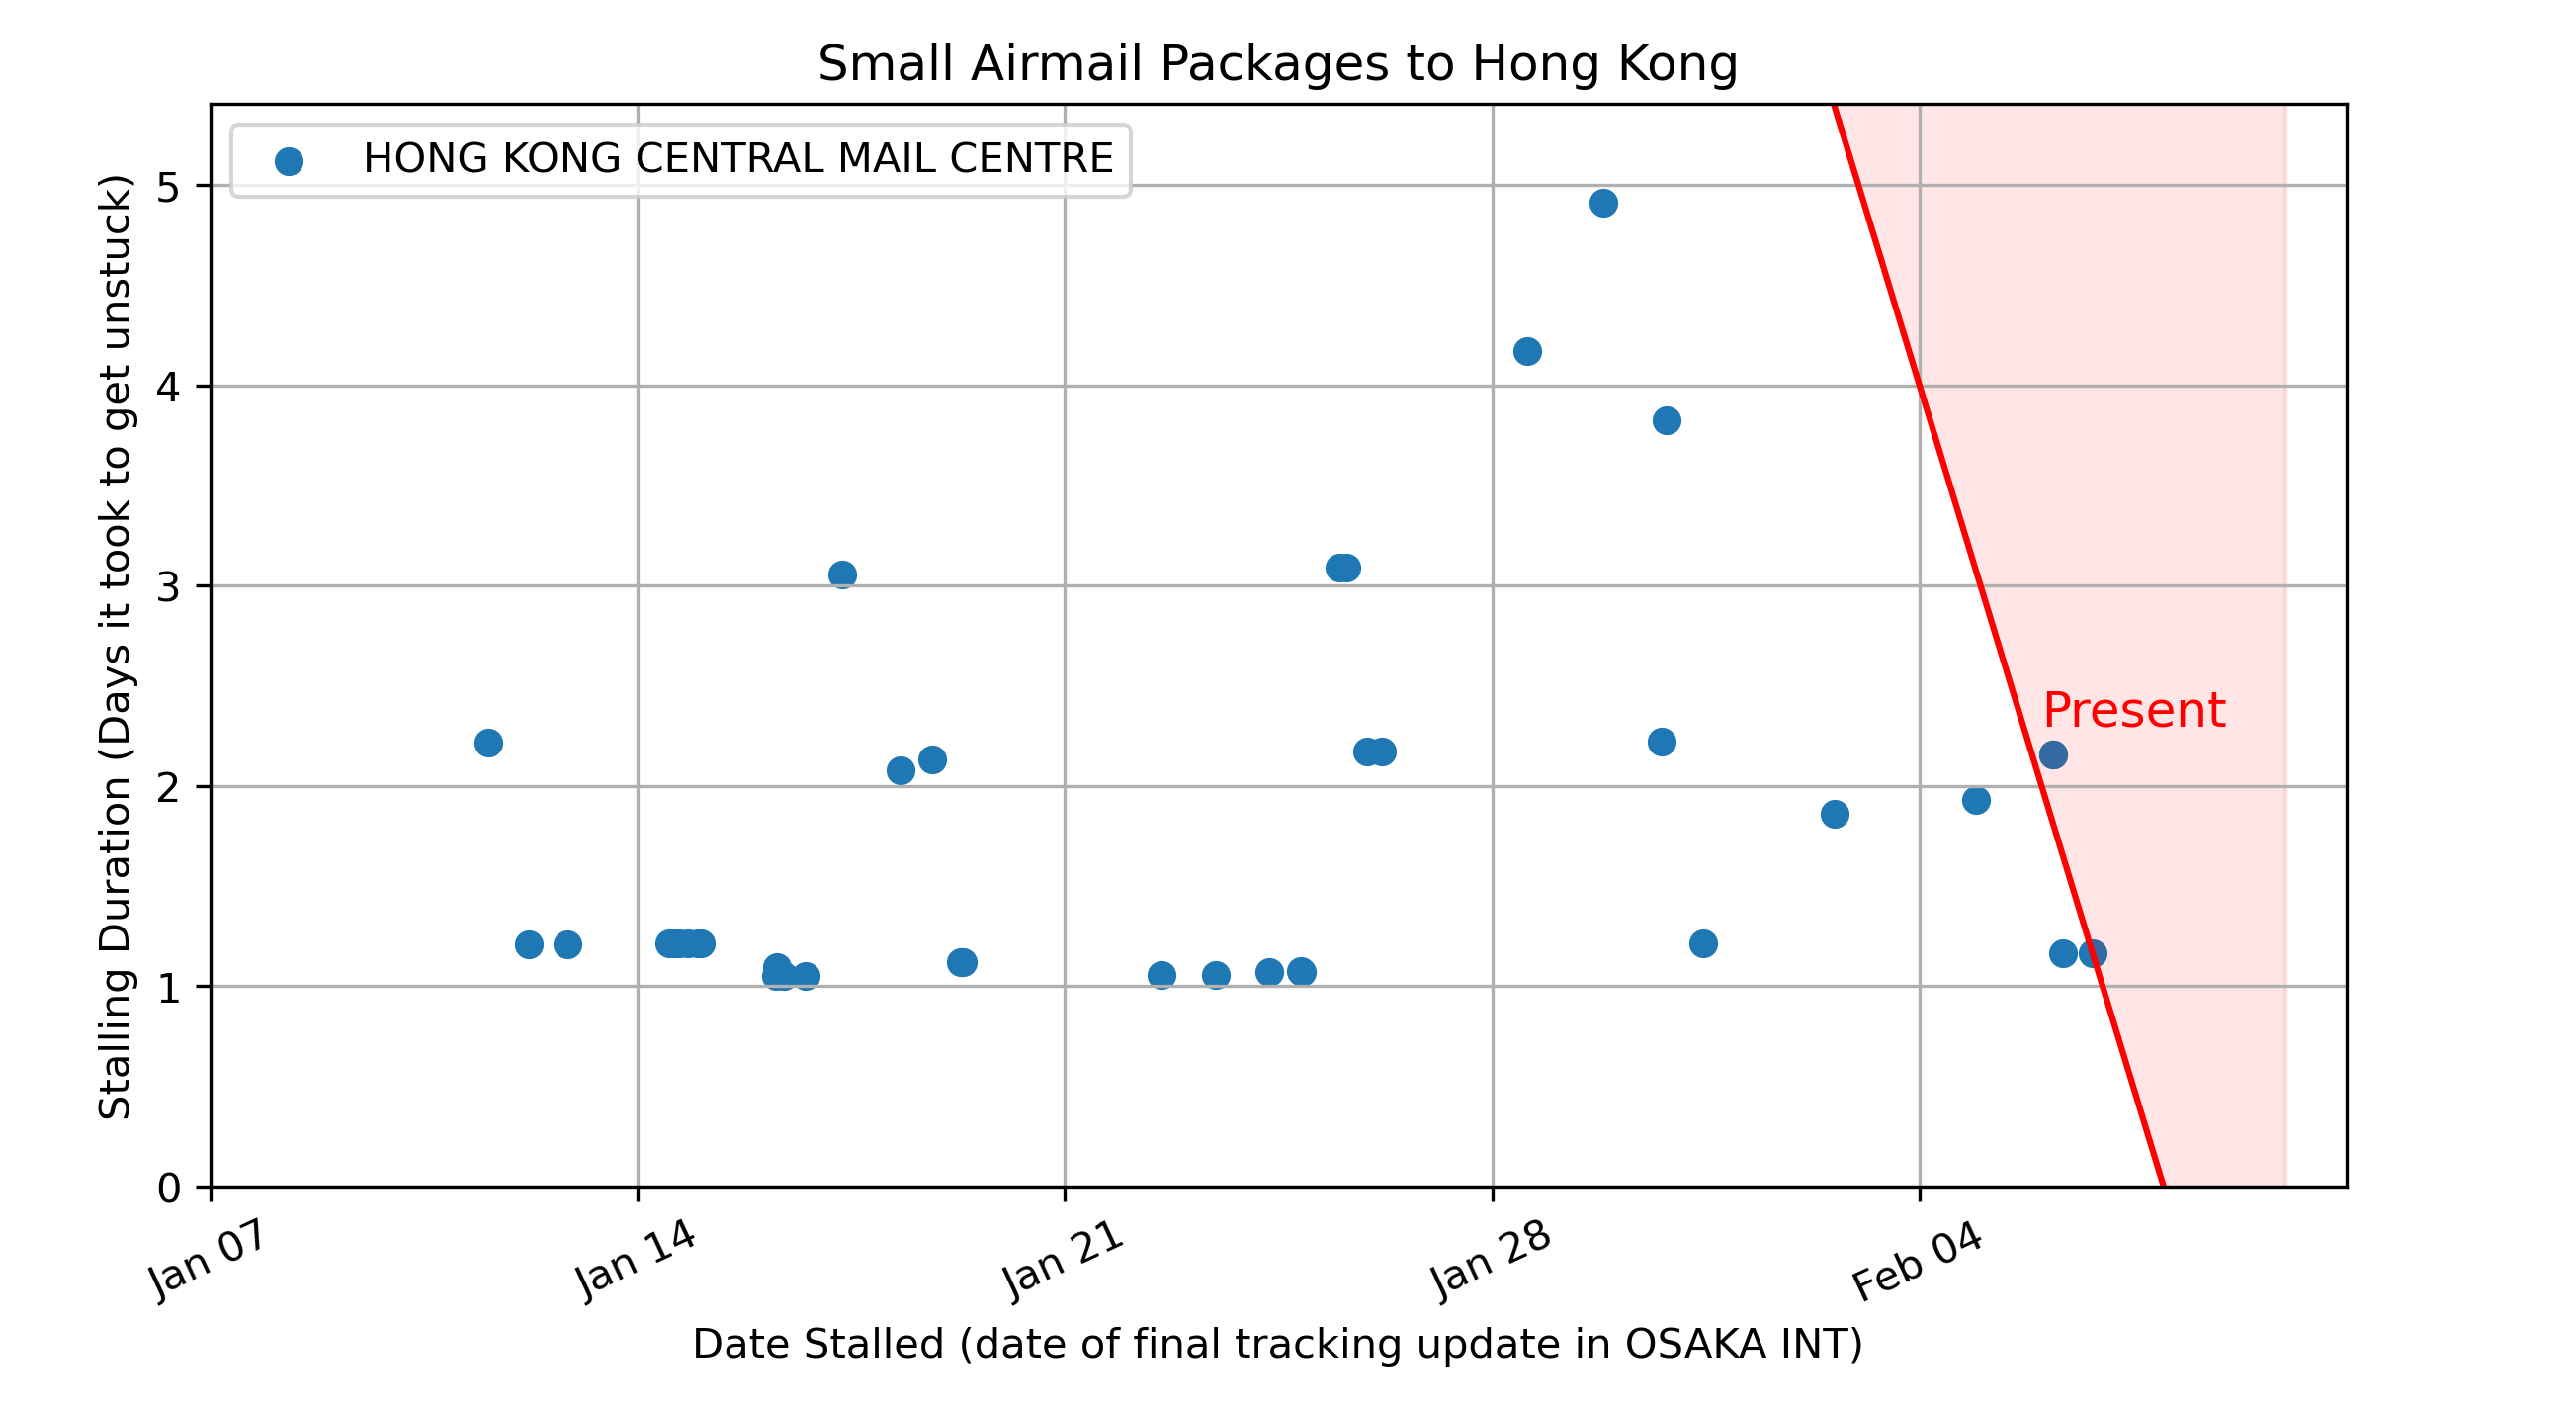 Small Airmail Packages to Hong Kong
HONG KONG CENTRAL MAIL CENTRE
Stalling Duration (Days it took to get unstuck)
5
4
3
2
1
0
Present
Jan 07
Jan 14
Jan 21
Jan 28
Feb 04
Date Stalled (date of final tracking update in OSAKA INT)